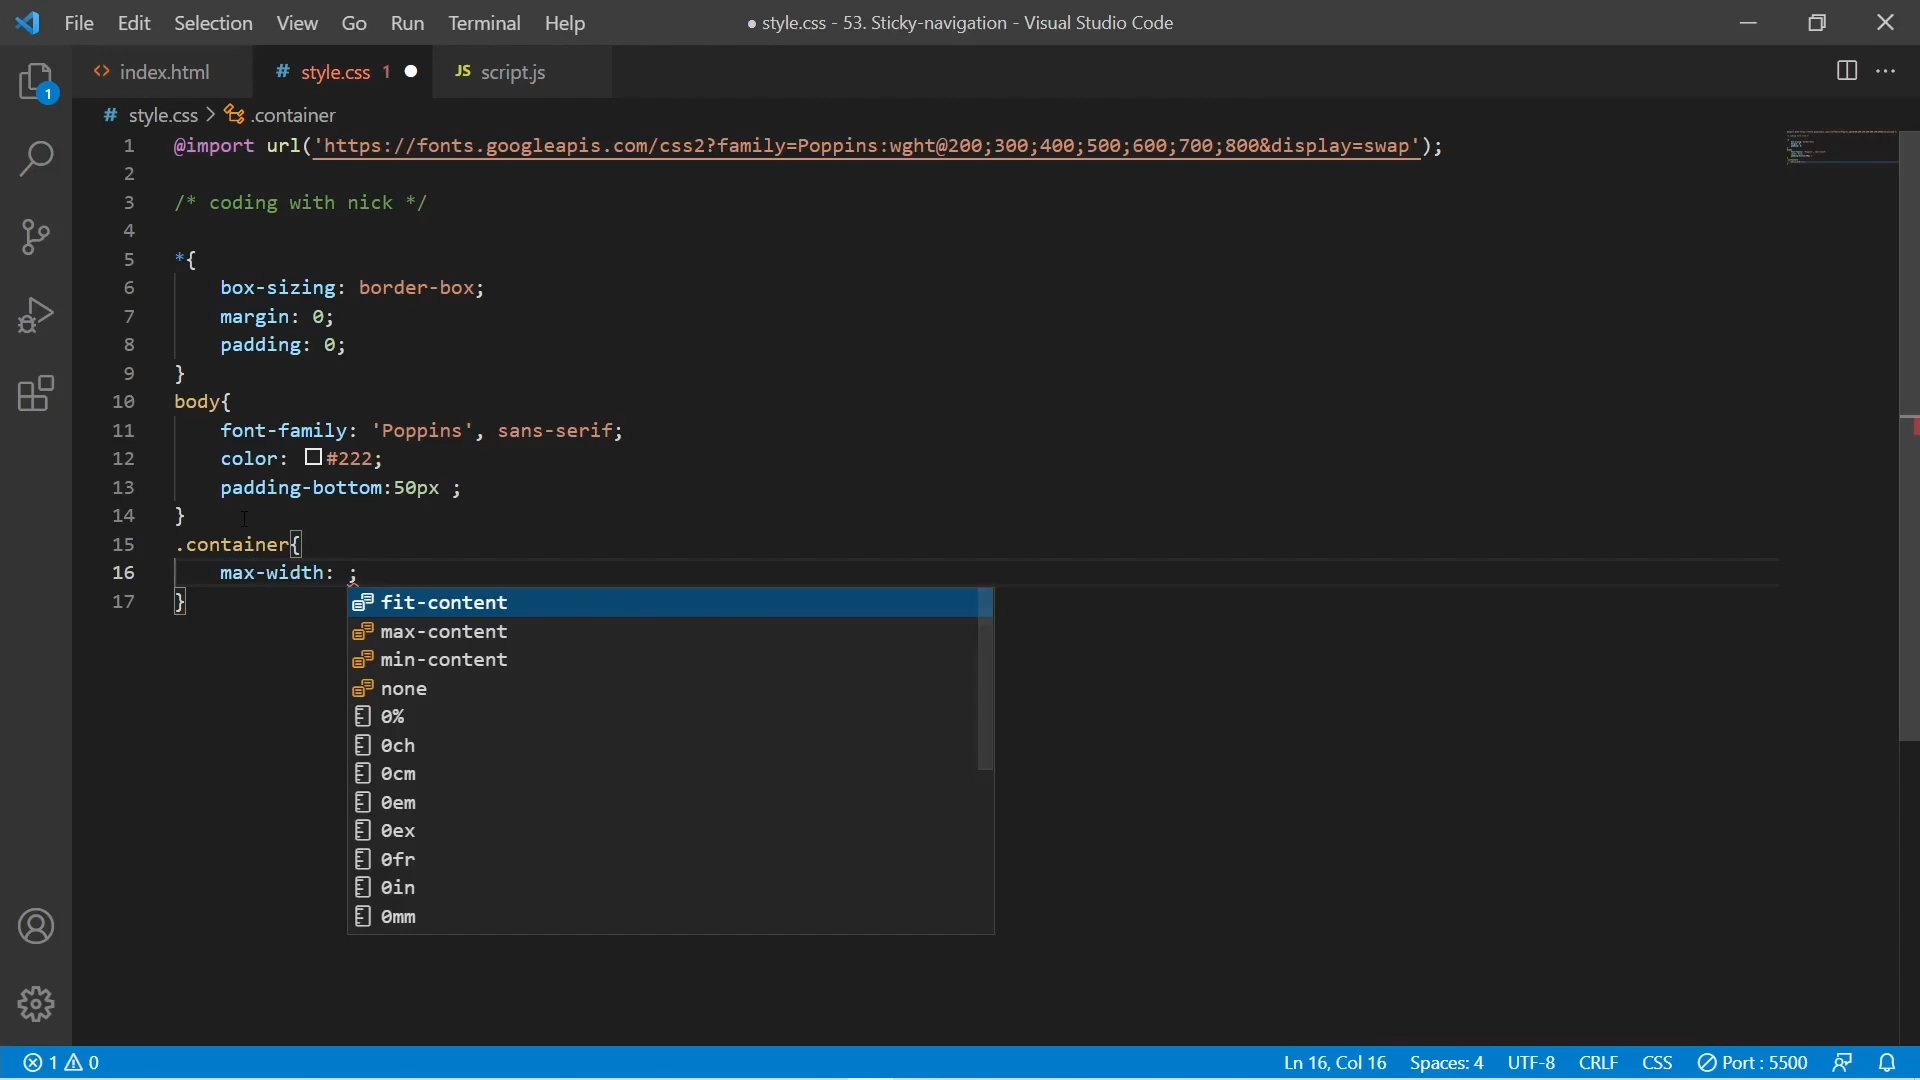 File Edit Selection View Go Run Terminal Help ● style.css - 53. Sticky-navigation - Visual Studio Code
<> index.html # style.css 1 ● JS script.js
1
# style.css > .container
1 @import url('https://fonts.googleapis.com/css2?family=Poppins:wght@200;300;400;500;600;700;800&display=swap');
2
3 /* coding with nick */
4
5 *{
6 box-sizing: border-box;
7 margin: 0;
8 padding: 0;
9 }
10 body{
11 font-family: 'Poppins', sans-serif;
12 color: #222;
13 padding-bottom:50px ;
14 }
15 .container{
16 max-width: ;
17 }
fit-content
max-content
min-content
none
0%
0ch
0cm
0em
0ex
0fr
0in
0mm
1 0 Ln 16, Col 16 Spaces: 4 UTF-8 CRLF CSS Port : 5500